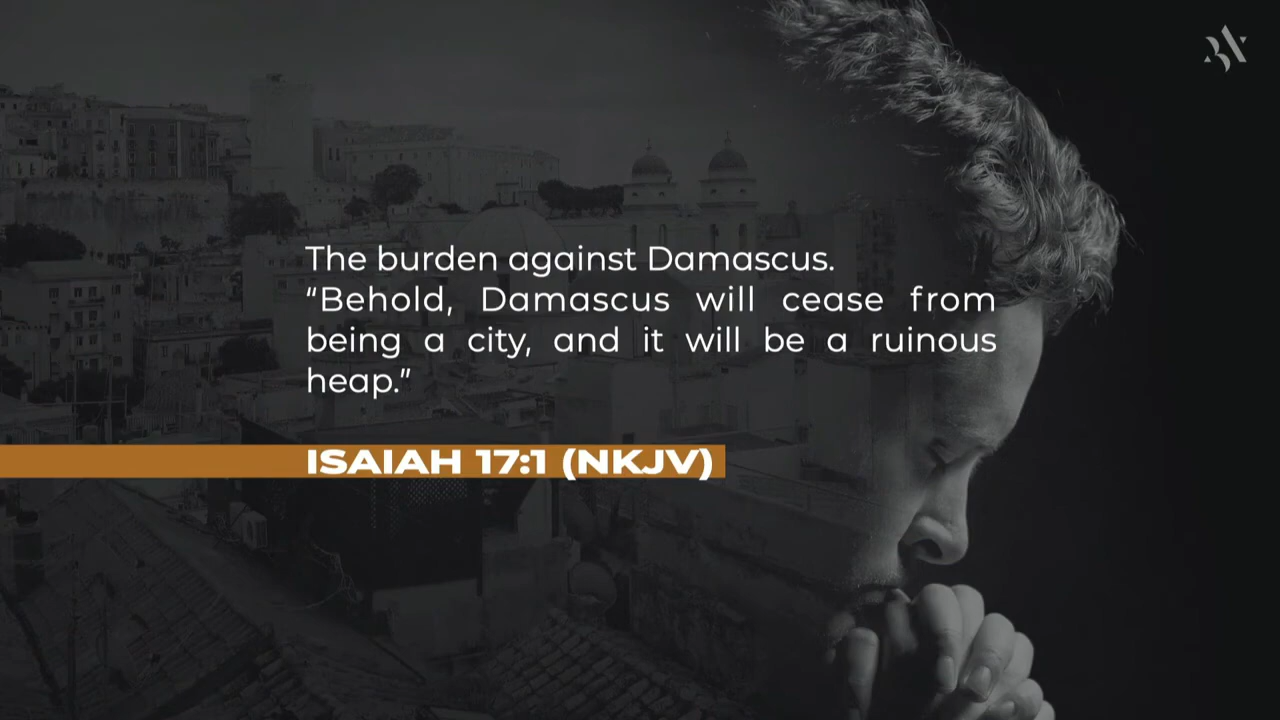 The burden against Damascus.
“Behold, Damascus will cease from
being a city, and it will be a ruinous
heap.”
ISAIAH 17:1 (NKJV)